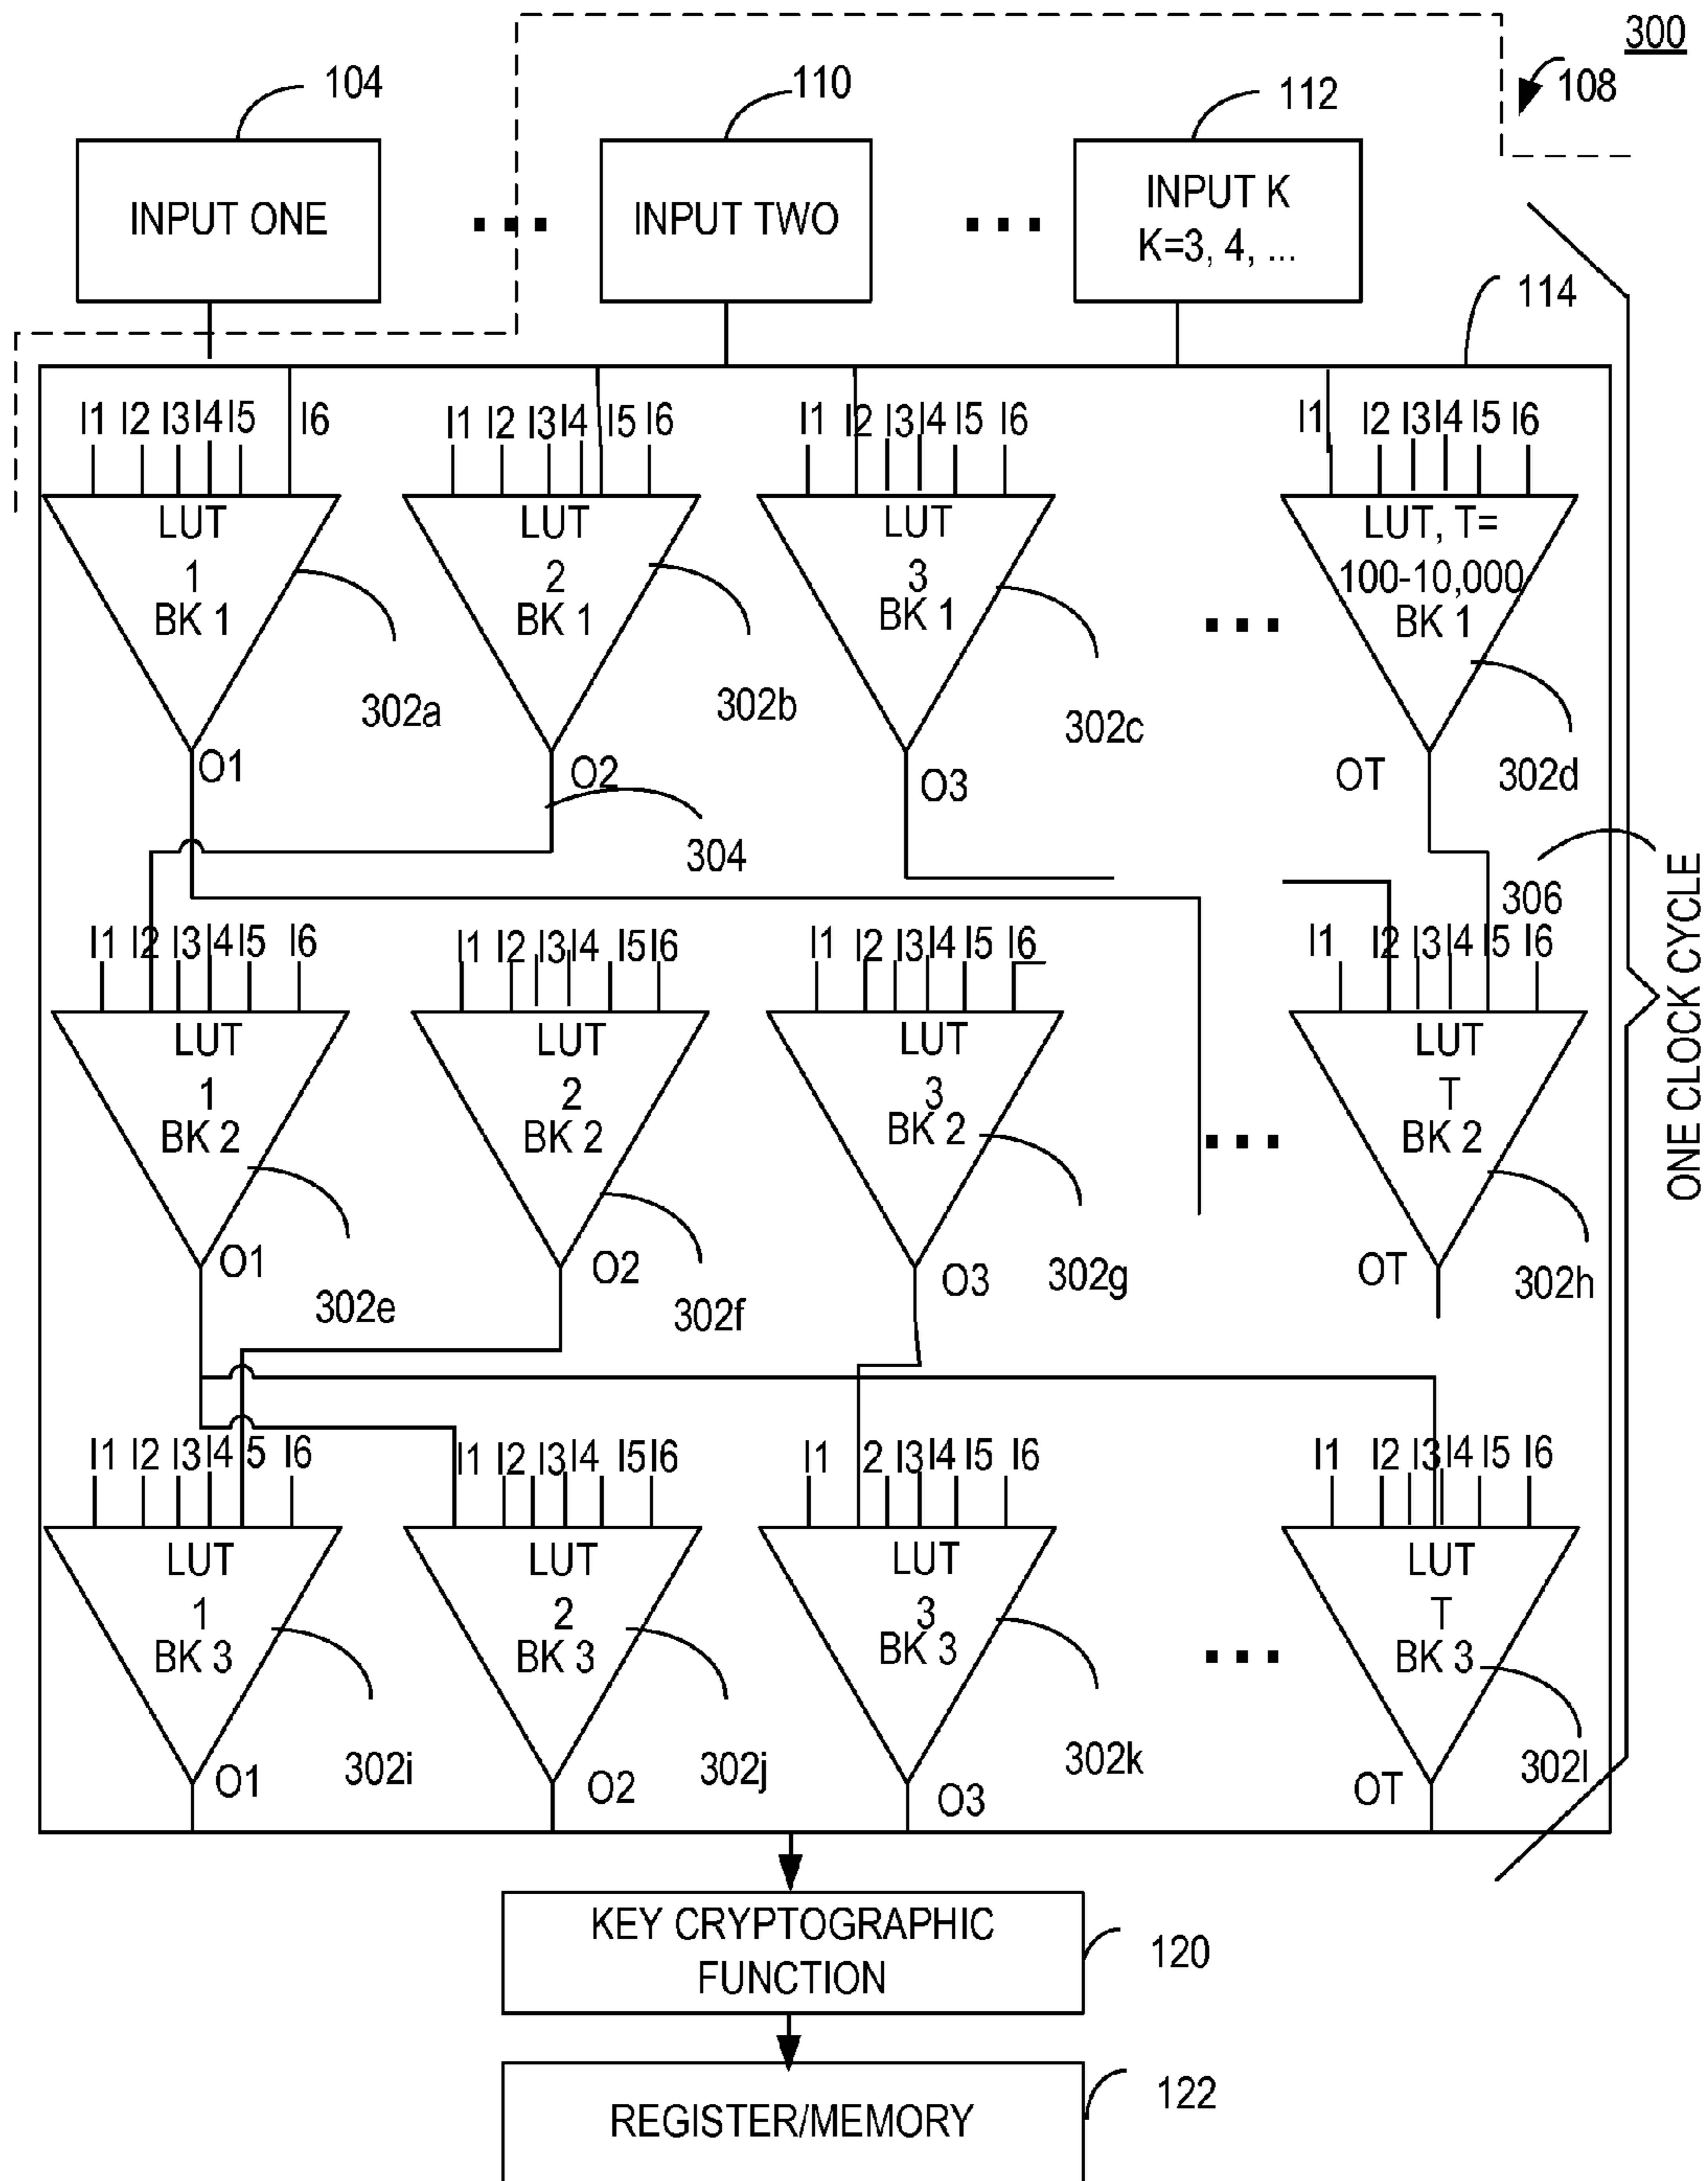 300
104
110
112
108
INPUT ONE
...
INPUT TWO
...
INPUT K
K=3, 4, ...
114
I1 I2 I3 I4 I5 I6
I1 I2 I3 I4 I5 I6
I1 I2 I3 I4 I5 I6
I1 I2 I3 I4 I5 I6
LUT
1
BK 1
LUT
2
BK 1
LUT
3
BK 1
...
LUT, T=
100-10,000
BK 1
302a
302b
302c
302d
O1
O2
O3
OT
304
306
ONE CLOCK CYCLE
I1 I2 I3 I4 I5 I6
I1 I2 I3 I4 I5 I6
I1 I2 I3 I4 I5 I6
I1 I2 I3 I4 I5 I6
LUT
1
BK 2
LUT
2
BK 2
LUT
3
BK 2
...
LUT
T
BK 2
O1
O2
O3
OT
302e
302f
302g
302h
I1 I2 I3 I4 I5 I6
I1 I2 I3 I4 I5 I6
I1 2 I3 I4 I5 I6
I1 I2 I3 I4 I5 I6
LUT
1
BK 3
LUT
2
BK 3
LUT
3
BK 3
...
LUT
T
BK 3
O1
O2
O3
OT
302i
302j
302k
302l
KEY CRYPTOGRAPHIC
FUNCTION
120
REGISTER/MEMORY
122